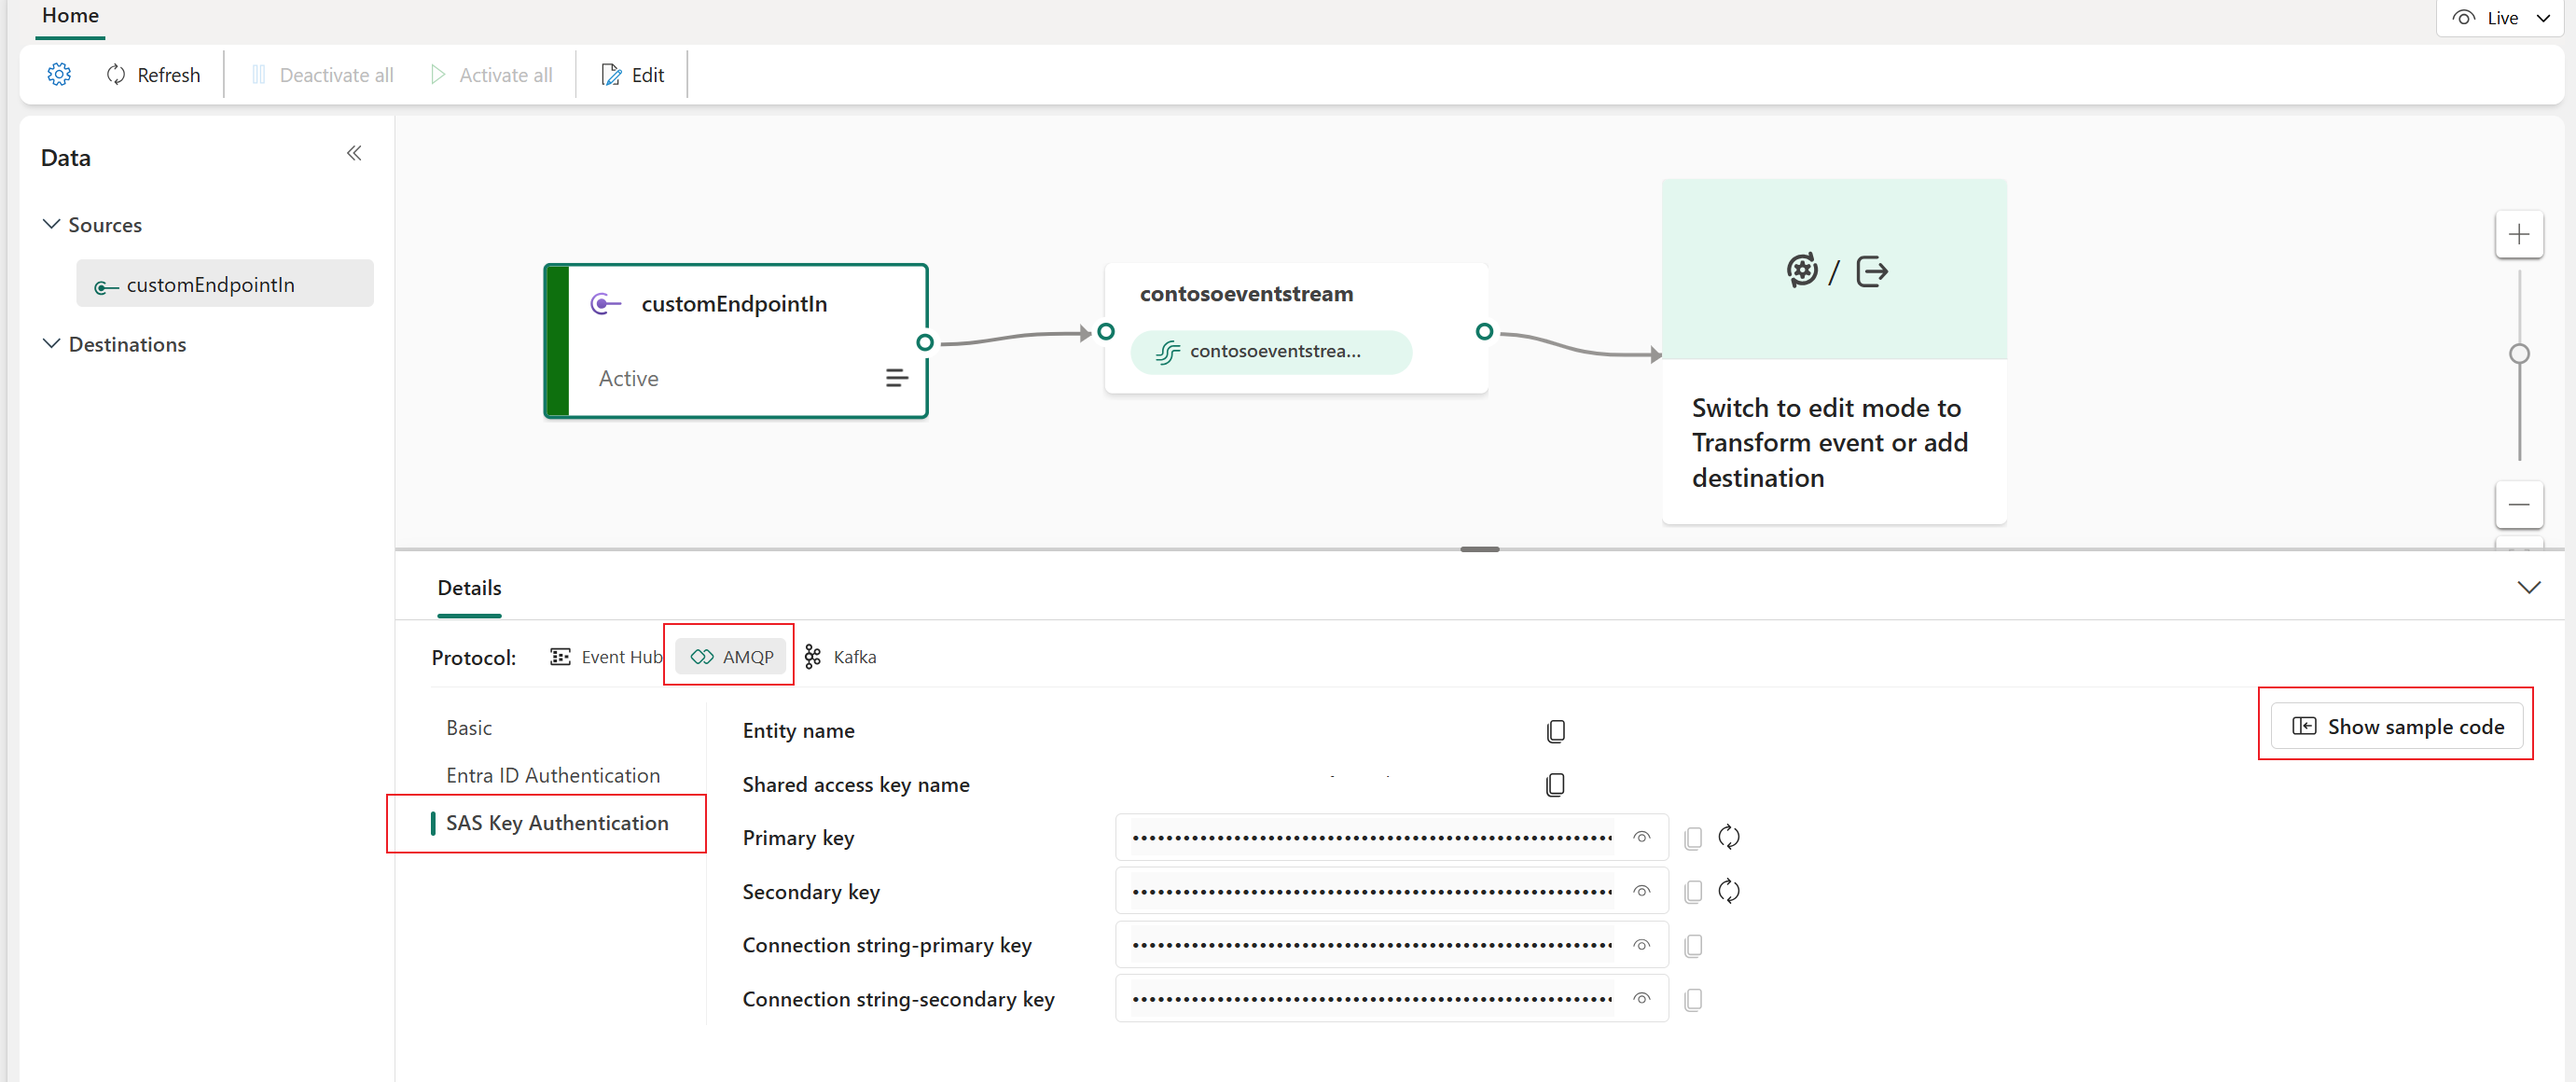 Home
Live
Refresh
Deactivate all
Activate all
Edit
Data
Sources
customEndpointIn
Destinations
customEndpointIn
Active
contosoeventstream
contosoeventstrea...
/
Switch to edit mode to
Transform event or add
destination
Details
Protocol:
Event Hub
AMQP
Kafka
Basic
Entra ID Authentication
SAS Key Authentication
Entity name
Shared access key name
Primary key
Secondary key
Connection string-primary key
Connection string-secondary key
Show sample code